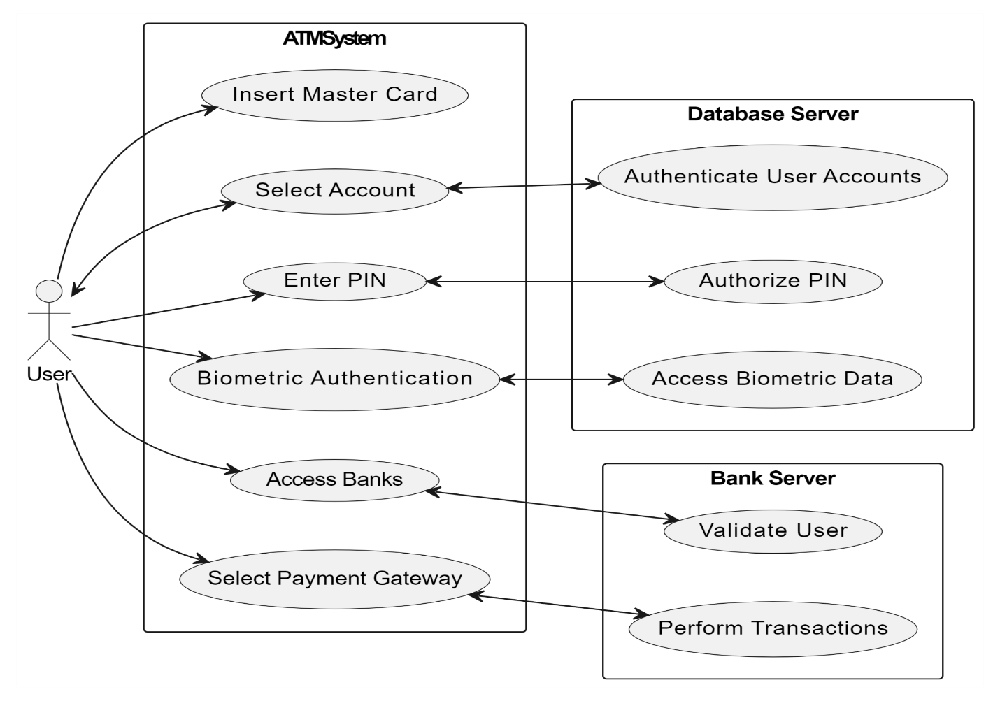 ATMSystem
Insert Master Card
Select Account
Enter PIN
Biometric Authentication
Access Banks
Select Payment Gateway
User
Database Server
Authenticate User Accounts
Authorize PIN
Access Biometric Data
Bank Server
Validate User
Perform Transactions